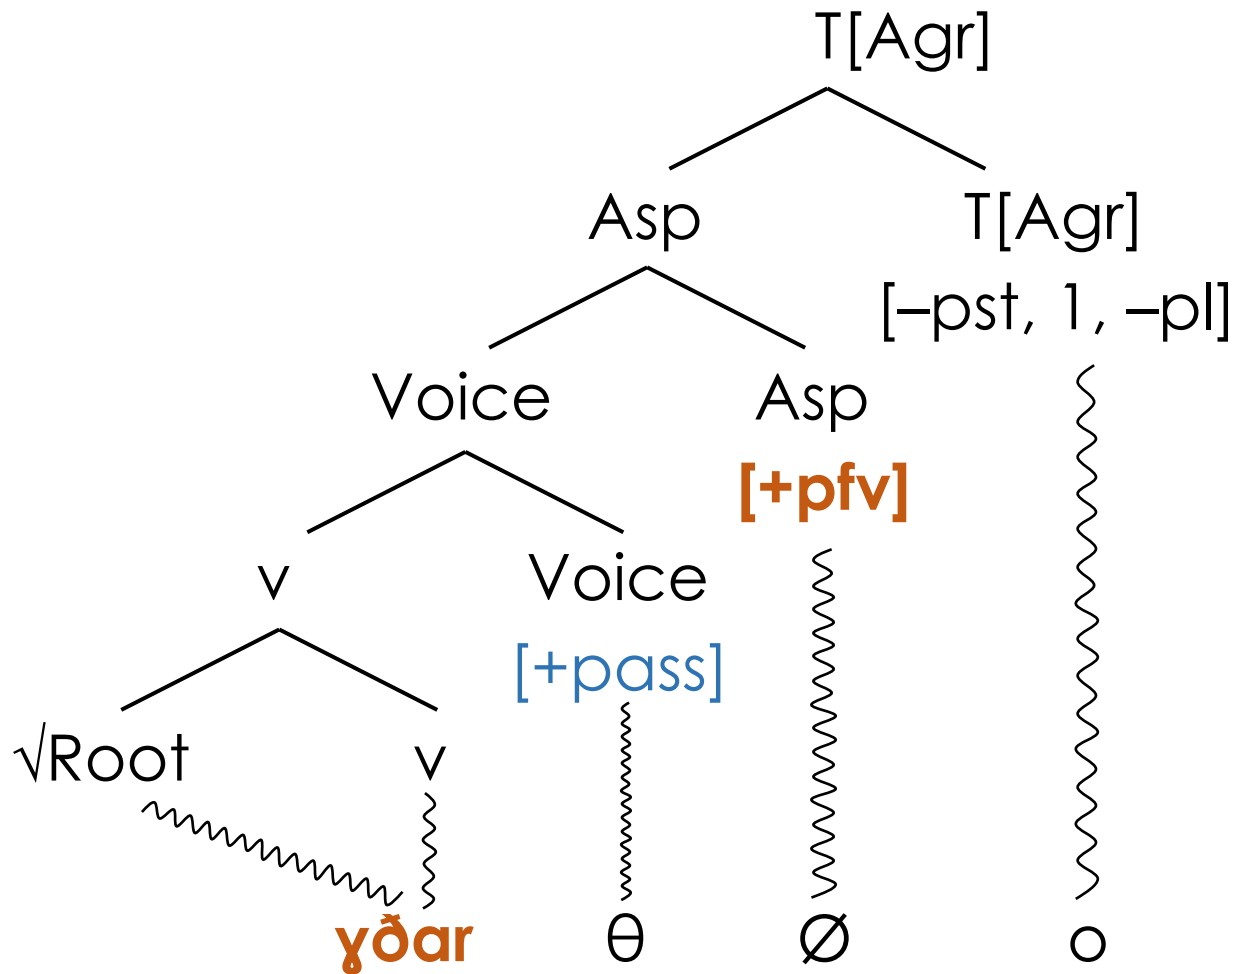 T[Agr]
Asp T[Agr]
[–pst, 1, –pl]
Voice Asp
[+pfv]
v Voice
[+pass]
√Root v
ɣðar θ Ø o